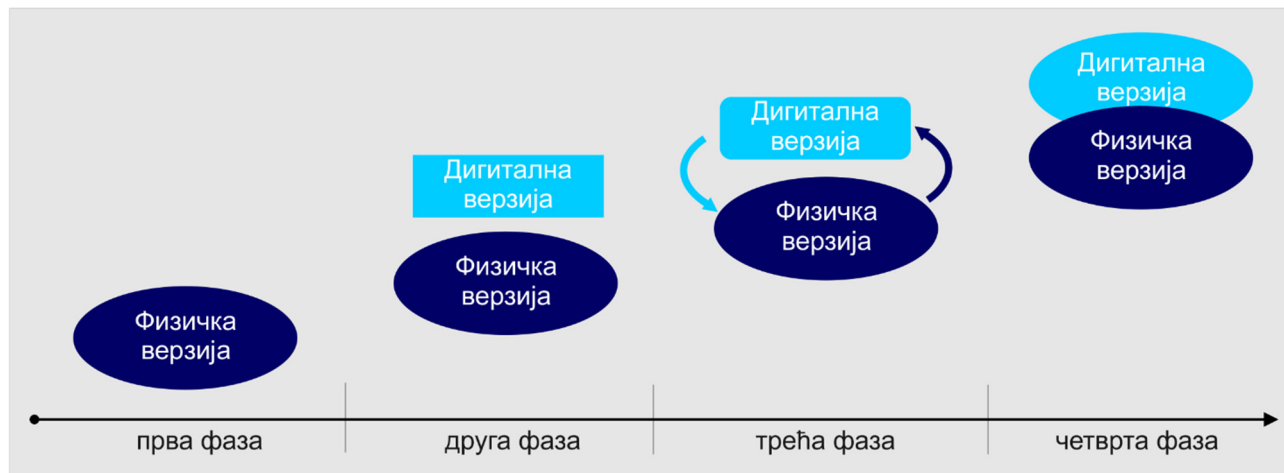 Физичка
верзија
Дигитална
верзија
Физичка
верзија
Дигитална
верзија
Физичка
верзија
Дигитална
верзија
Физичка
верзија
прва фаза
друга фаза
трећа фаза
четврта фаза